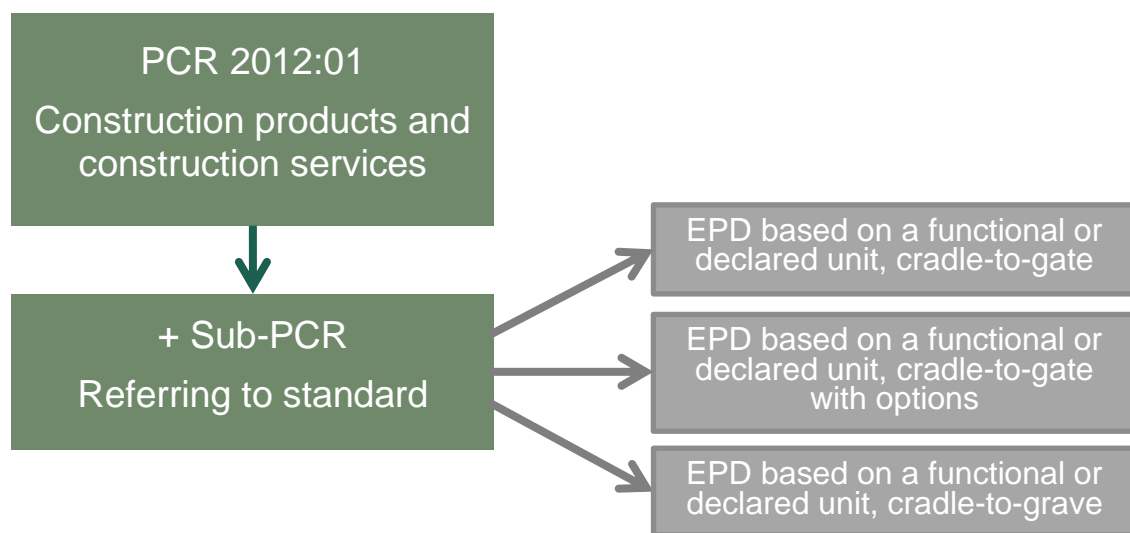 PCR 2012:01
Construction products and
construction services
+ Sub-PCR
Referring to standard
EPD based on a functional or
declared unit, cradle-to-gate
EPD based on a functional or
declared unit, cradle-to-gate
with options
EPD based on a functional or
declared unit, cradle-to-grave